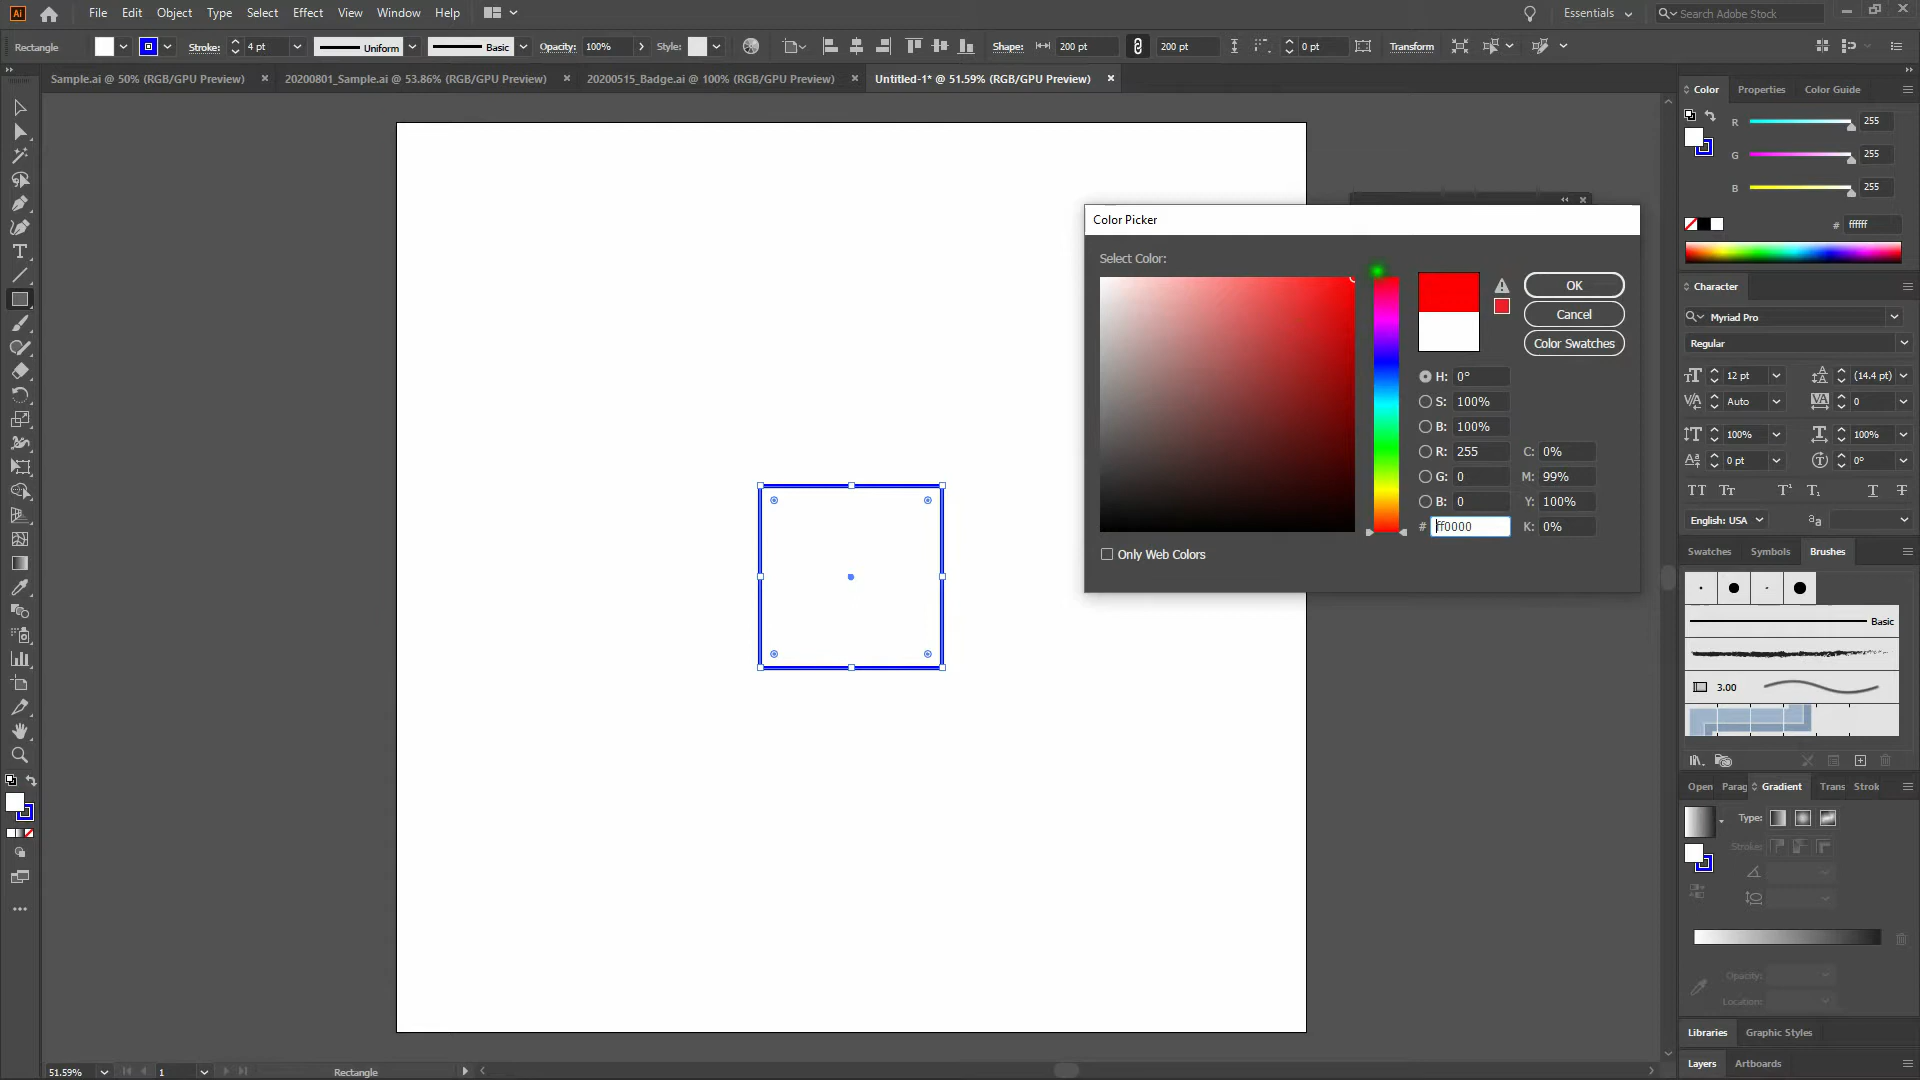 Ai File Edit Object Type Select Effect View Window Help Essentials Search Adobe Stock
Rectangle Stroke: 4 pt Uniform Basic Opacity: 100% Style: Shape: 200 pt 200 pt 0 pt Transform
Sample.ai @ 50% (RGB/GPU Preview) × 20200801_Sample.ai @ 53.86% (RGB/GPU Preview) × 20200515_Badge.ai @ 100% (RGB/GPU Preview) × Untitled-1* @ 51.59% (RGB/GPU Preview) ×
Color Properties Color Guide
R 255
G 255
B 255
# ffffff
Color Picker
Select Color:
OK
Cancel
Color Swatches
H: 0°
S: 100%
B: 100%
R: 255 C: 0%
G: 0 M: 99%
B: 0 Y: 100%
# ff0000 K: 0%
Only Web Colors
Character
Myriad Pro
Regular
12 pt (14.4 pt)
Auto 0
100% 100%
0 pt 0°
English: USA
Swatches Symbols Brushes
Basic
3.00
Open Parag Gradient Trans Strok
Type:
Stroke:
Opacity:
Location:
Libraries Graphic Styles
Layers Artboards
51.59% 1 Rectangle